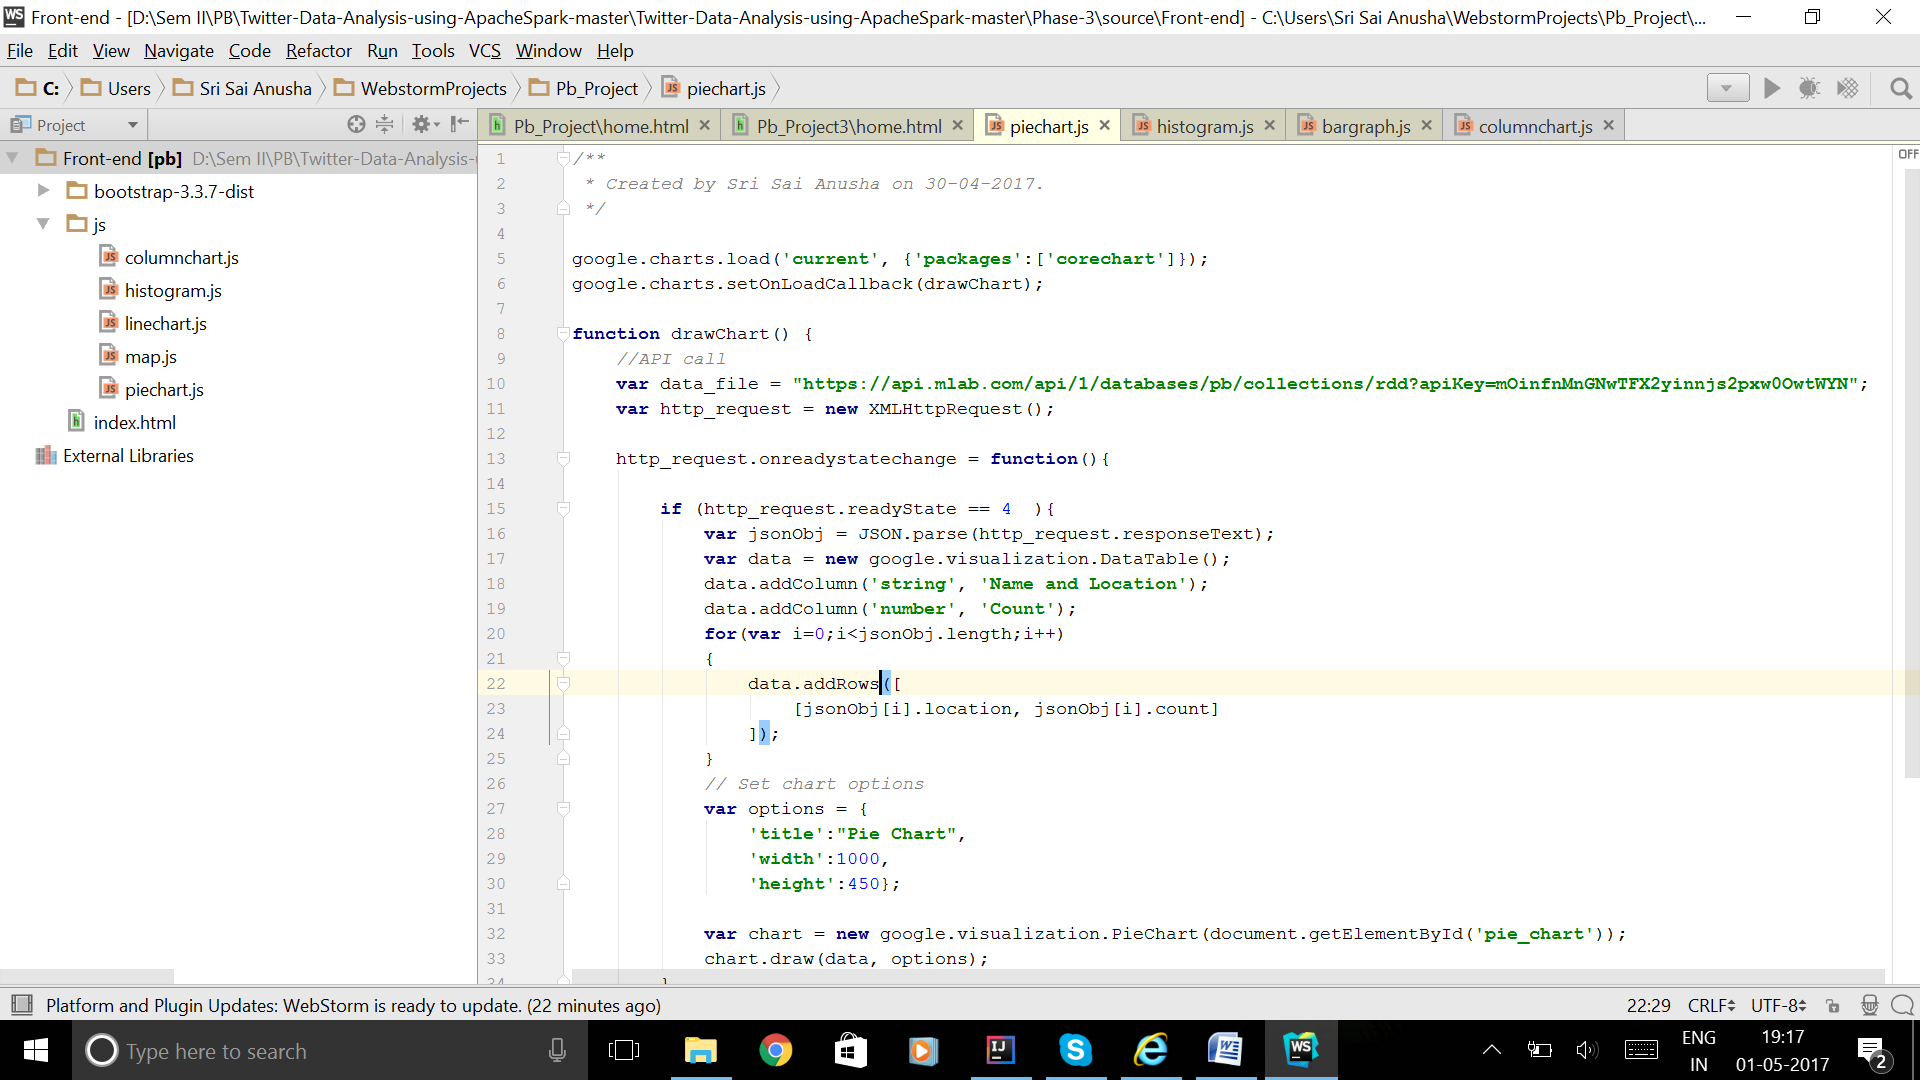 WS Front-end - [D:\Sem II\PB\Twitter-Data-Analysis-using-ApacheSpark-master\Twitter-Data-Analysis-using-ApacheSpark-master\Phase-3\source\Front-end] - C:\Users\Sri Sai Anusha\WebstormProjects\Pb_Project\...
File Edit View Navigate Code Refactor Run Tools VCS Window Help
C: Users Sri Sai Anusha WebstormProjects Pb_Project piechart.js
Project Pb_Project\home.html Pb_Project3\home.html piechart.js histogram.js bargraph.js columnchart.js
Front-end [pb] D:\Sem II\PB\Twitter-Data-Analysis-
bootstrap-3.3.7-dist
js
columnchart.js
histogram.js
linechart.js
map.js
piechart.js
index.html
External Libraries
OFF
1 /**
2 * Created by Sri Sai Anusha on 30-04-2017.
3 */
4
5 google.charts.load('current', {'packages':['corechart']});
6 google.charts.setOnLoadCallback(drawChart);
7
8 function drawChart() {
9 //API call
10 var data_file = "https://api.mlab.com/api/1/databases/pb/collections/rdd?apiKey=mOinfnMnGNwTFX2yinnjs2pxw0OwtWYN";
11 var http_request = new XMLHttpRequest();
12
13 http_request.onreadystatechange = function(){
14
15 if (http_request.readyState == 4 ){
16 var jsonObj = JSON.parse(http_request.responseText);
17 var data = new google.visualization.DataTable();
18 data.addColumn('string', 'Name and Location');
19 data.addColumn('number', 'Count');
20 for(var i=0;i<jsonObj.length;i++)
21 {
22 data.addRows([
23 [jsonObj[i].location, jsonObj[i].count]
24 ]);
25 }
26 // Set chart options
27 var options = {
28 'title':"Pie Chart",
29 'width':1000,
30 'height':450};
31
32 var chart = new google.visualization.PieChart(document.getElementById('pie_chart'));
33 chart.draw(data, options);
34 }
Platform and Plugin Updates: WebStorm is ready to update. (22 minutes ago) 22:29 CRLF UTF-8
Type here to search
ENG
IN
19:17
01-05-2017
2